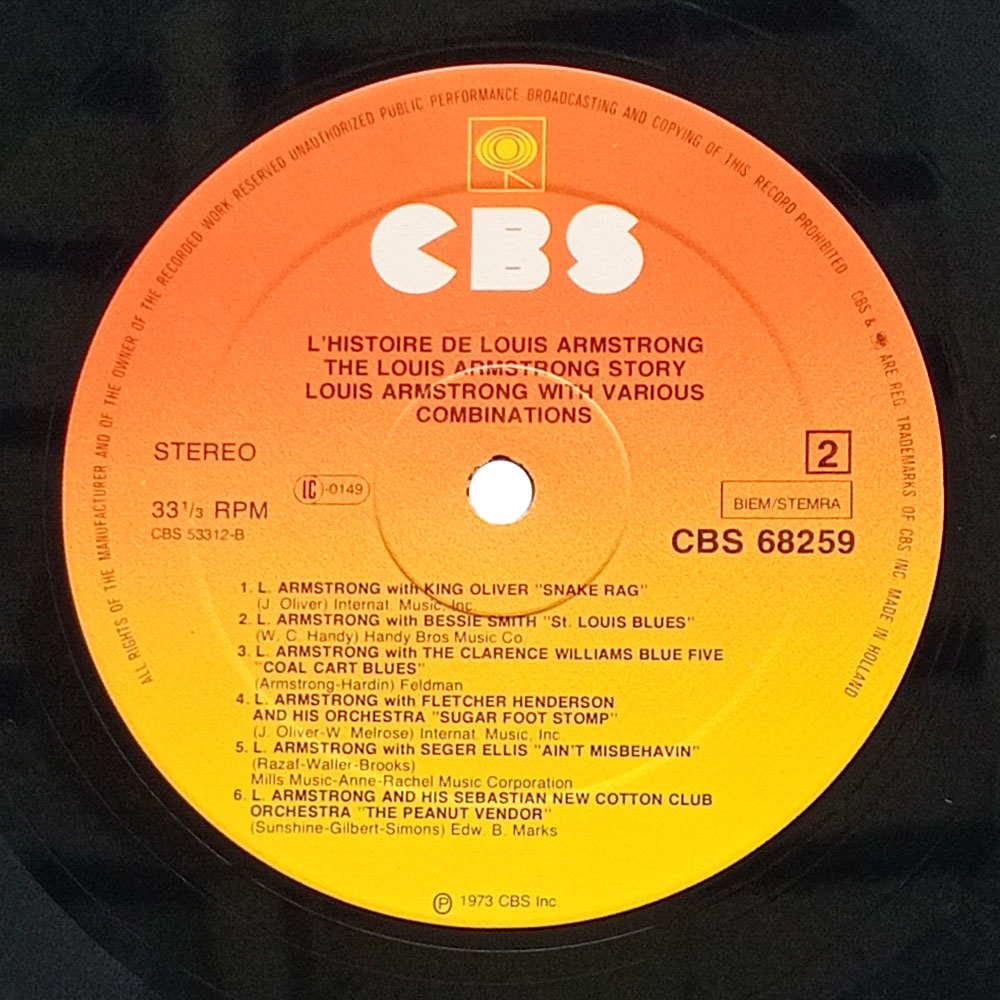 ALL RIGHTS OF THE MANUFACTURER AND OF THE OWNER OF THE RECORDED WORK RESERVED UNAUTHORIZED PUBLIC PERFORMANCE BROADCASTING AND COPYING OF THIS RECORD PROHIBITED
CBS & ARE REG. TRADEMARKS OF CBS INC MADE IN HOLLAND
CBS
L'HISTOIRE DE LOUIS ARMSTRONG
THE LOUIS ARMSTRONG STORY
LOUIS ARMSTRONG WITH VARIOUS
COMBINATIONS
STEREO
2
LC-0149
BIEM/STEMRA
33 1/3 RPM
CBS 53312-B
CBS 68259
1. L. ARMSTRONG with KING OLIVER "SNAKE RAG"
(J. Oliver) Internat. Music, Inc.
2. L. ARMSTRONG with BESSIE SMITH "St. LOUIS BLUES"
(W. C. Handy) Handy Bros Music Co.
3. L. ARMSTRONG with THE CLARENCE WILLIAMS BLUE FIVE
"COAL CART BLUES"
(Armstrong-Hardin) Feldman
4. L. ARMSTRONG with FLETCHER HENDERSON
AND HIS ORCHESTRA "SUGAR FOOT STOMP"
(J. Oliver-W. Melrose) Internat. Music, Inc.
5. L. ARMSTRONG with SEGER ELLIS "AIN'T MISBEHAVIN"
(Razaf-Waller-Brooks)
Mills Music-Anne-Rachel Music Corporation
6. L. ARMSTRONG AND HIS SEBASTIAN NEW COTTON CLUB
ORCHESTRA "THE PEANUT VENDOR"
(Sunshine-Gilbert-Simons) Edw. B. Marks
Ⓟ 1973 CBS Inc.